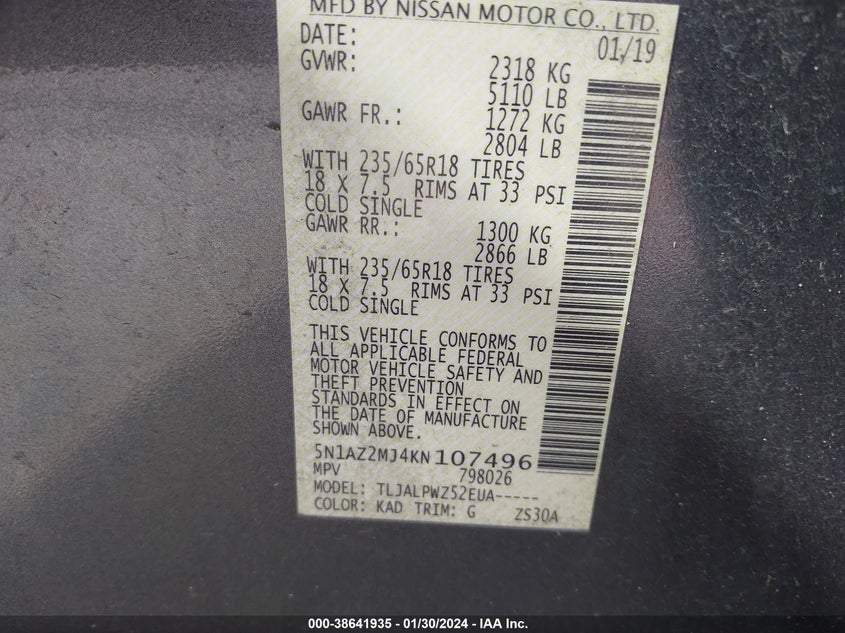 MFD BY NISSAN MOTOR CO., LTD.
DATE: 01/19
GVWR: 2318 KG
5110 LB
GAWR FR.: 1272 KG
2804 LB
WITH 235/65R18 TIRES
18 X 7.5 RIMS AT 33 PSI
COLD SINGLE
GAWR RR.: 1300 KG
2866 LB
WITH 235/65R18 TIRES
18 X 7.5 RIMS AT 33 PSI
COLD SINGLE
THIS VEHICLE CONFORMS TO
ALL APPLICABLE FEDERAL
MOTOR VEHICLE SAFETY AND
THEFT PREVENTION
STANDARDS IN EFFECT ON
THE DATE OF MANUFACTURE
SHOWN ABOVE.
5N1AZ2MJ4KN107496
MPV 798026
MODEL: TLJALPWZ52EUA-----
COLOR: KAD TRIM: G ZS30A
000-38641935 - 01/30/2024 - IAA Inc.